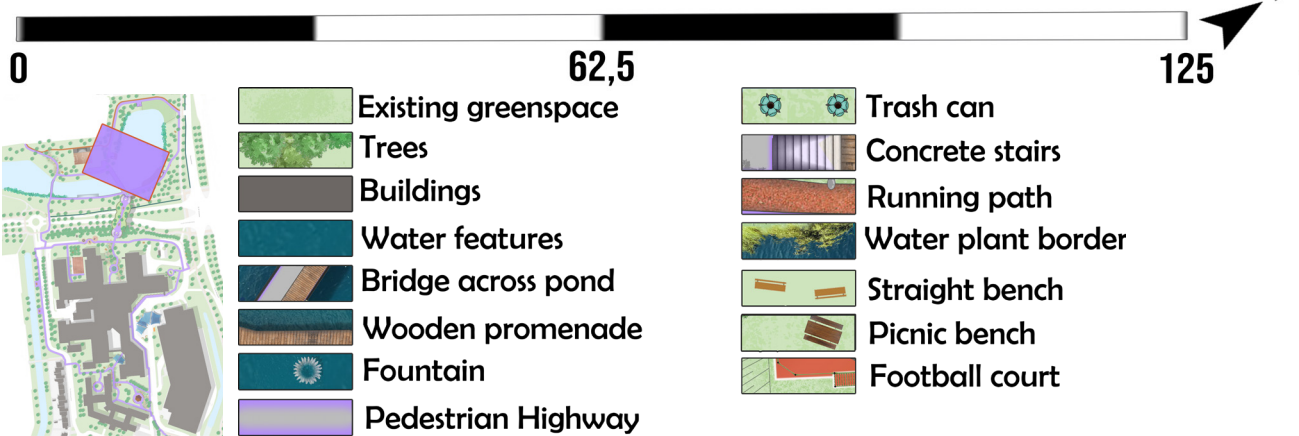 0 62,5 125
Existing greenspace
Trees
Buildings
Water features
Bridge across pond
Wooden promenade
Fountain
Pedestrian Highway
Trash can
Concrete stairs
Running path
Water plant border
Straight bench
Picnic bench
Football court